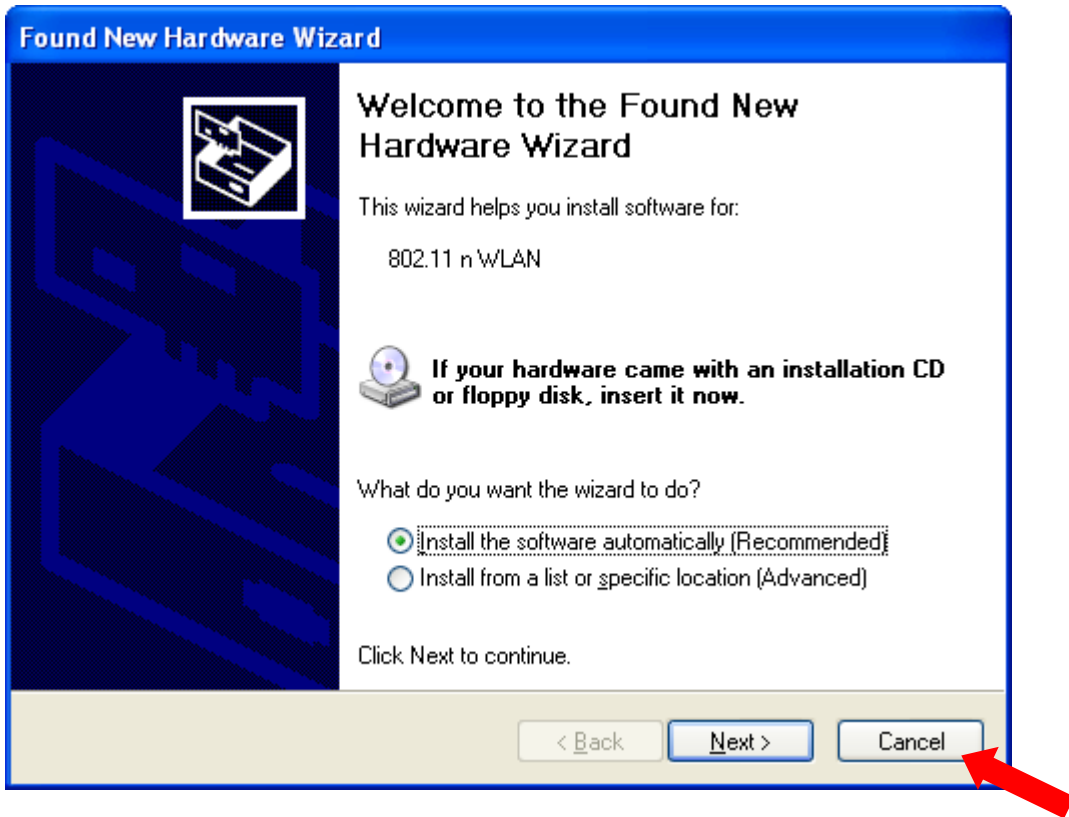 Found New Hardware Wizard
Welcome to the Found New
Hardware Wizard
This wizard helps you install software for:
802.11 n WLAN
If your hardware came with an installation CD
or floppy disk, insert it now.
What do you want the wizard to do?
Install the software automatically (Recommended)
Install from a list or specific location (Advanced)
Click Next to continue.
< Back Next > Cancel